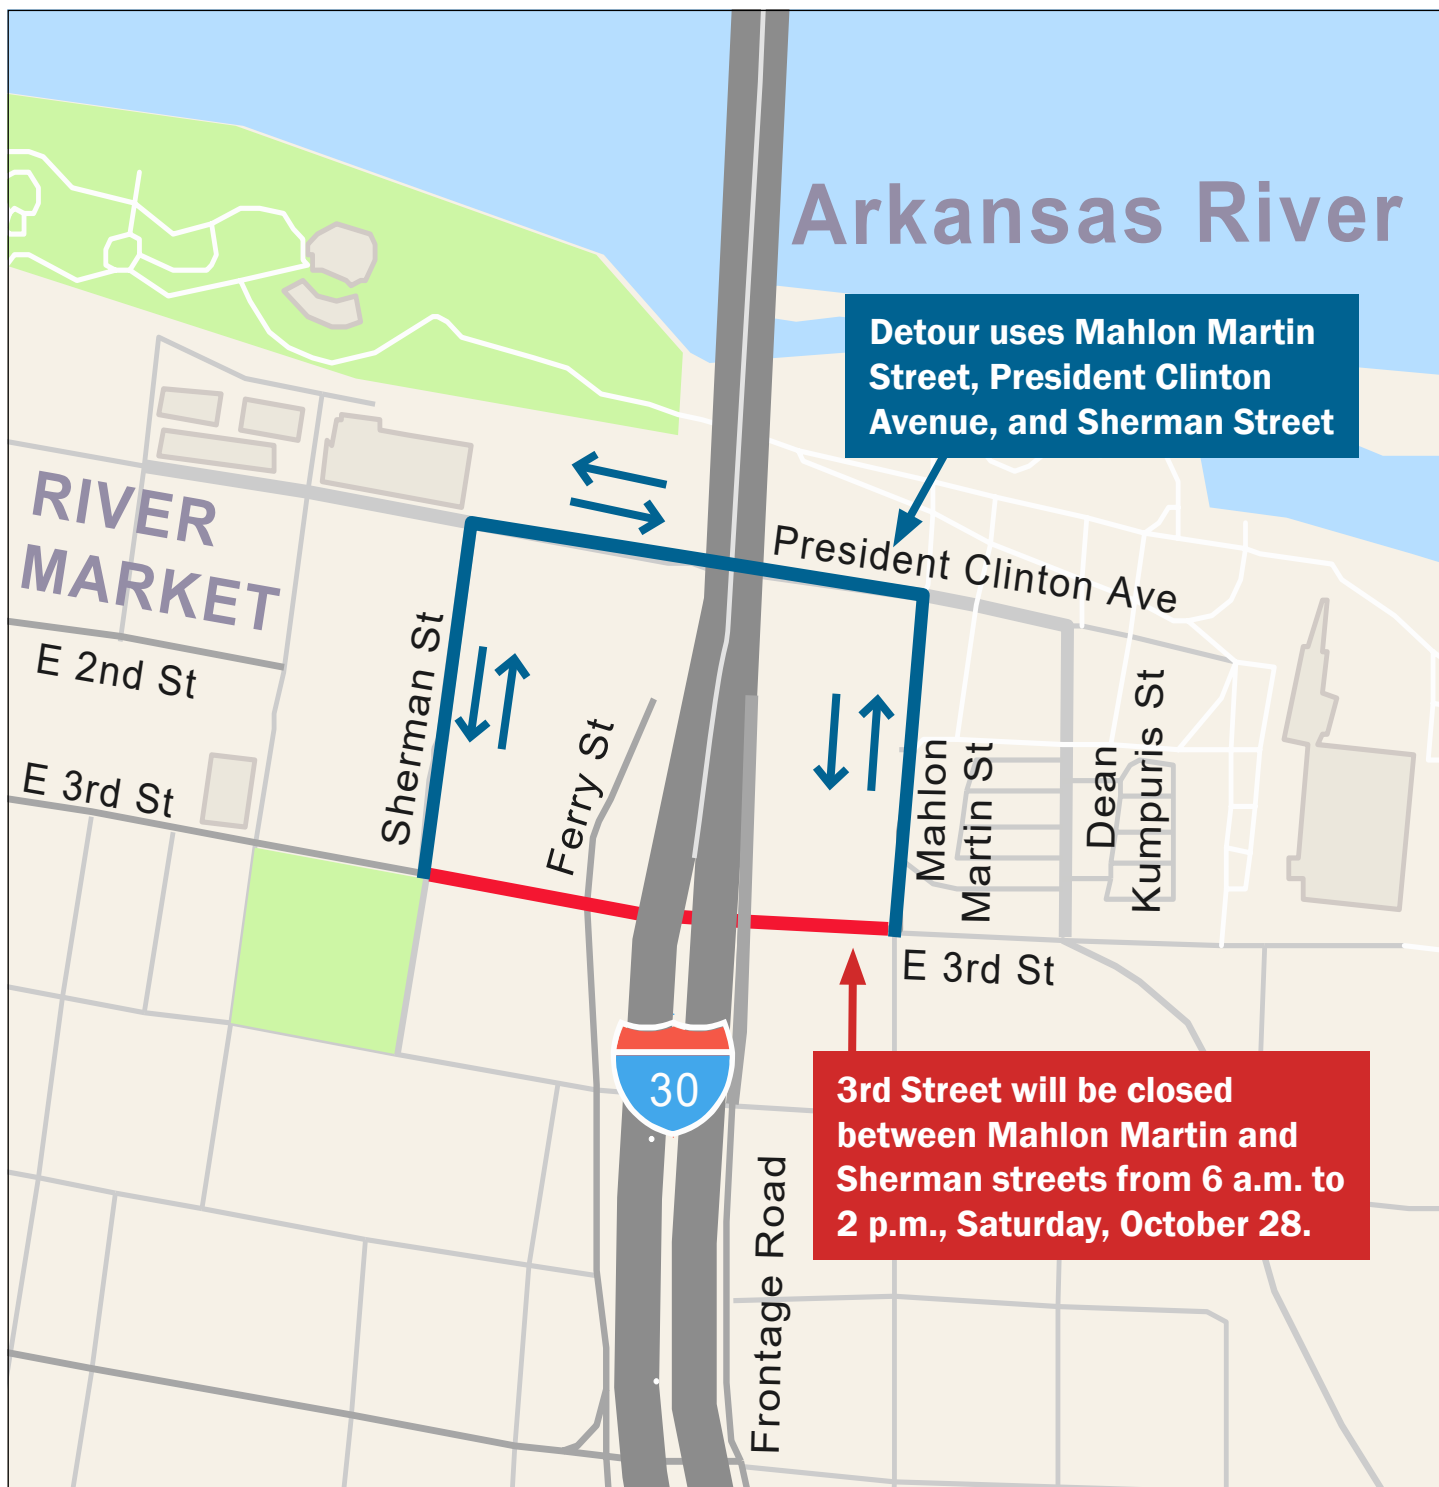 Arkansas River
Detour uses Mahlon Martin
Street, President Clinton
Avenue, and Sherman Street
RIVER
MARKET
President Clinton Ave
E 2nd St
Sherman St
Ferry St
Mahlon
Martin St
Dean
Kumpuris St
E 3rd St
E 3rd St
30
3rd Street will be closed
between Mahlon Martin and
Sherman streets from 6 a.m. to
2 p.m., Saturday, October 28.
Frontage Road